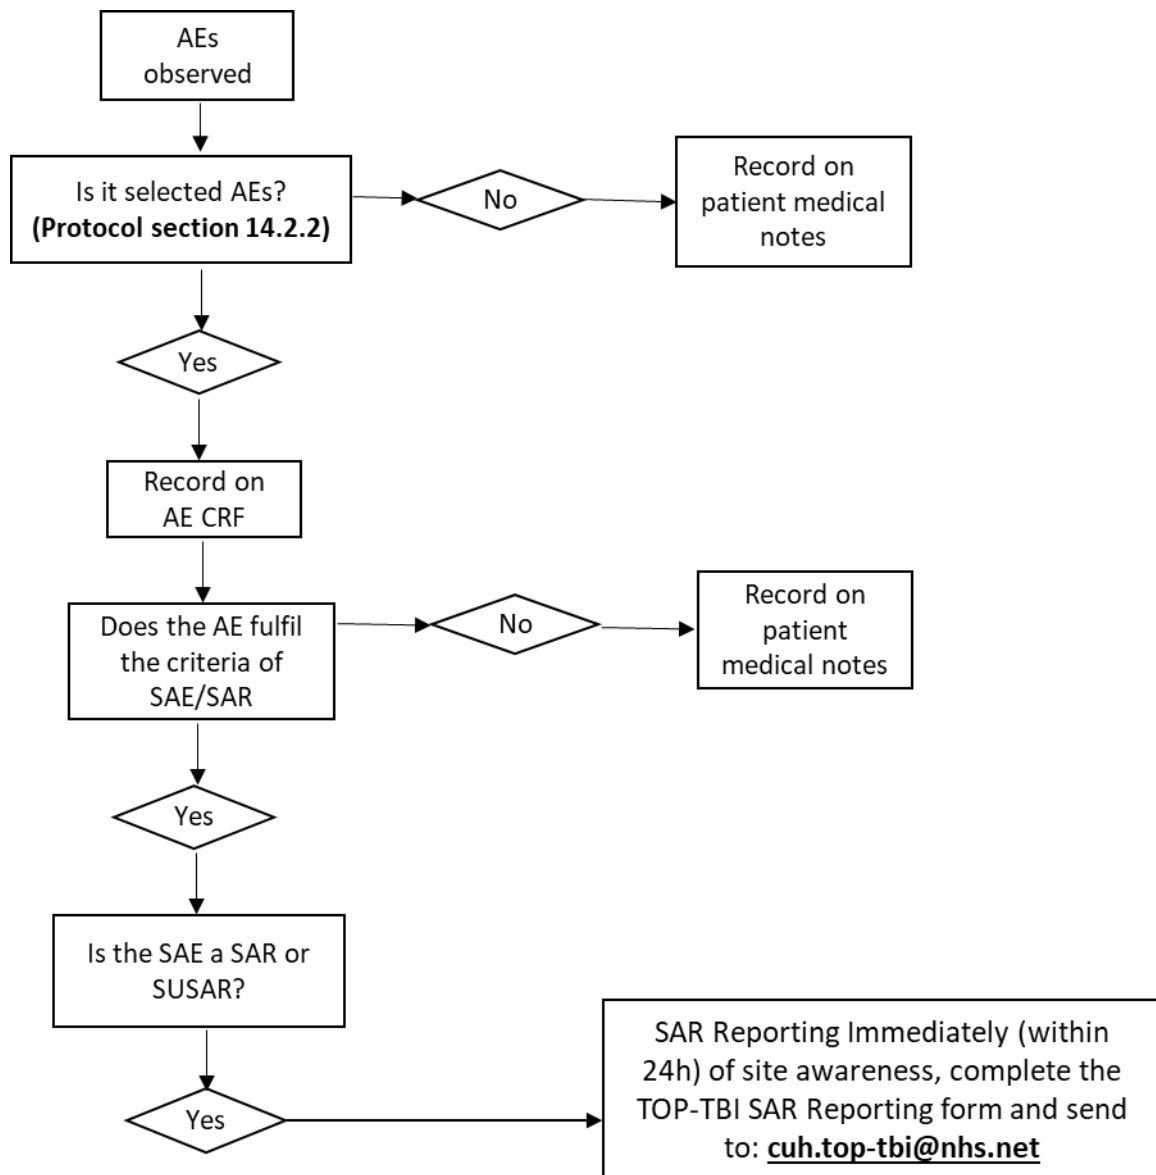 AEs
observed
Is it selected AEs?
(Protocol section 14.2.2)
No
Record on
patient medical
notes
Yes
Record on
AE CRF
Does the AE fulfil
the criteria of
SAE/SAR
No
Record on
patient
medical notes
Yes
Is the SAE a SAR or
SUSAR?
Yes
SAR Reporting Immediately (within
24h) of site awareness, complete the
TOP-TBI SAR Reporting form and send
to: cuh.top-tbi@nhs.net